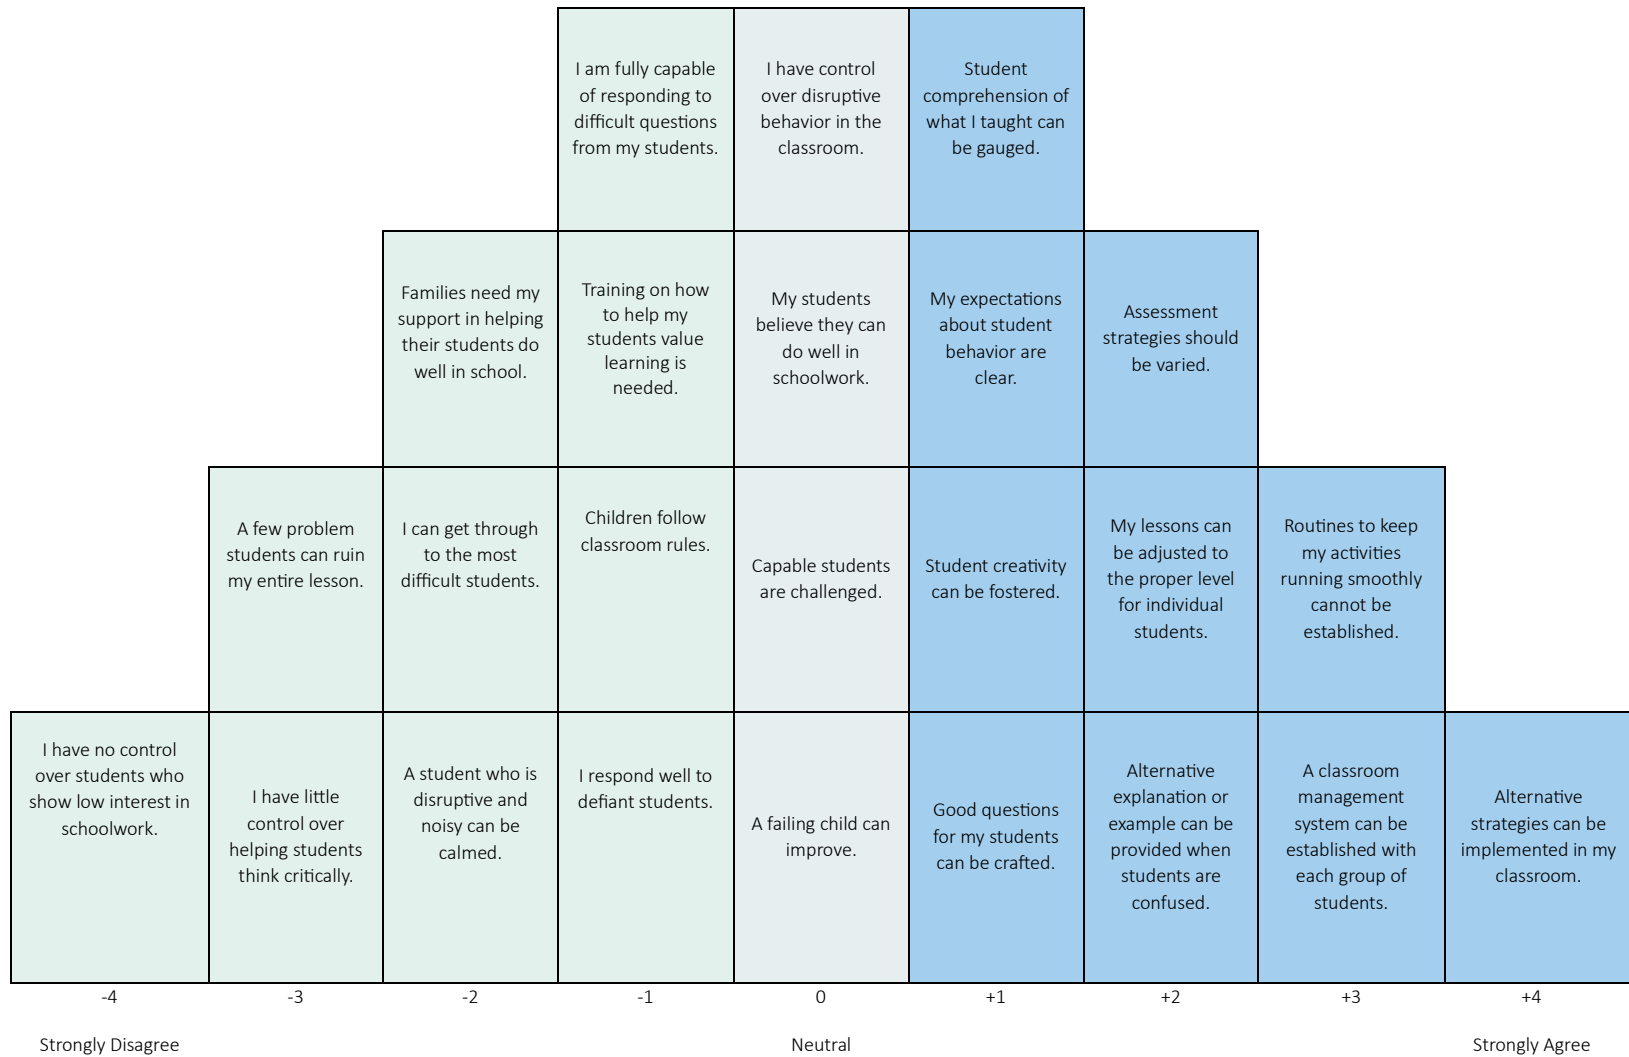 I am fully capable
of responding to
difficult questions
from my students.
I have control
over disruptive
behavior in the
classroom.
Student
comprehension of
what I taught can
be gauged.
Families need my
support in helping
their students do
well in school.
Training on how
to help my
students value
learning is
needed.
My students
believe they can
do well in
schoolwork.
My expectations
about student
behavior are
clear.
Assessment
strategies should
be varied.
A few problem
students can ruin
my entire lesson.
I can get through
to the most
difficult students.
Children follow
classroom rules.
Capable students
are challenged.
Student creativity
can be fostered.
My lessons can
be adjusted to
the proper level
for individual
students.
Routines to keep
my activities
running smoothly
cannot be
established.
I have no control
over students who
show low interest in
schoolwork.
I have little
control over
helping students
think critically.
A student who is
disruptive and
noisy can be
calmed.
I respond well to
defiant students.
A failing child can
improve.
Good questions
for my students
can be crafted.
Alternative
explanation or
example can be
provided when
students are
confused.
A classroom
management
system can be
established with
each group of
students.
Alternative
strategies can be
implemented in my
classroom.
-4 -3 -2 -1 0 +1 +2 +3 +4
Strongly Disagree Neutral Strongly Agree